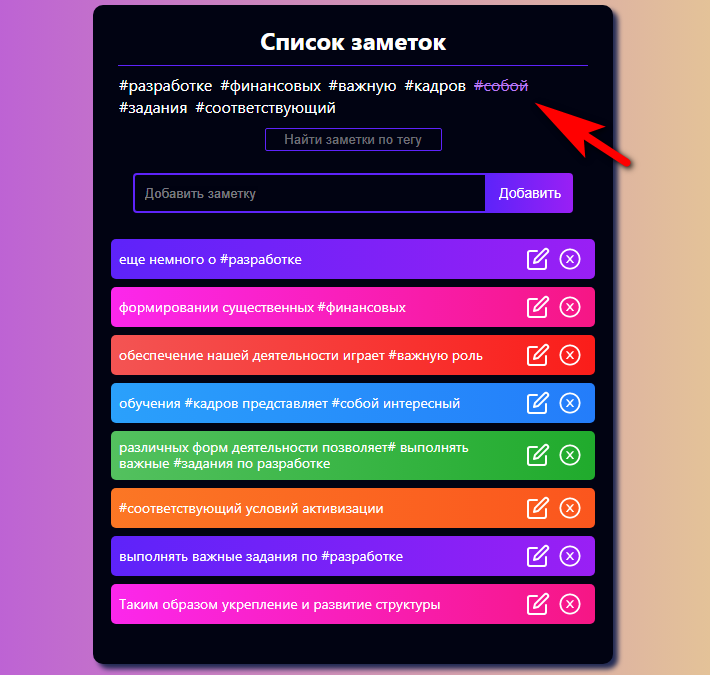 Список заметок
#разработке #финансовых #важную #кадров #собой
#задания #соответствующий
Найти заметки по тегу
Добавить заметку
Добавить
еще немного о #разработке
формировании существенных #финансовых
обеспечение нашей деятельности играет #важную роль
обучения #кадров представляет #собой интересный
различных форм деятельности позволяет# выполнять
важные #задания по разработке
#соответствующий условий активизации
выполнять важные задания по #разработке
Таким образом укрепление и развитие структуры